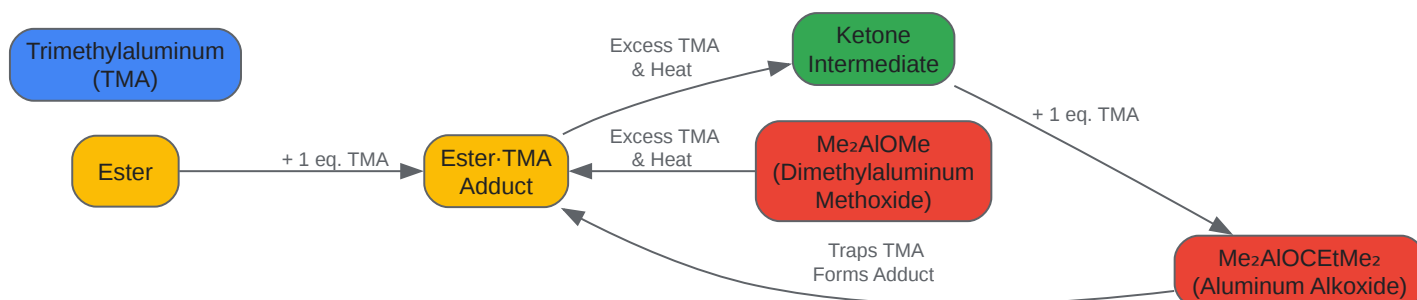 Trimethylaluminum
(TMA)
Ester
+ 1 eq. TMA
Ester·TMA
Adduct
Excess TMA
& Heat
Ketone
Intermediate
Excess TMA
& Heat
Me₂AlOMe
(Dimethylaluminum
Methoxide)
+ 1 eq. TMA
Traps TMA
Forms Adduct
Me₂AlOCEtMe₂
(Aluminum Alkoxide)